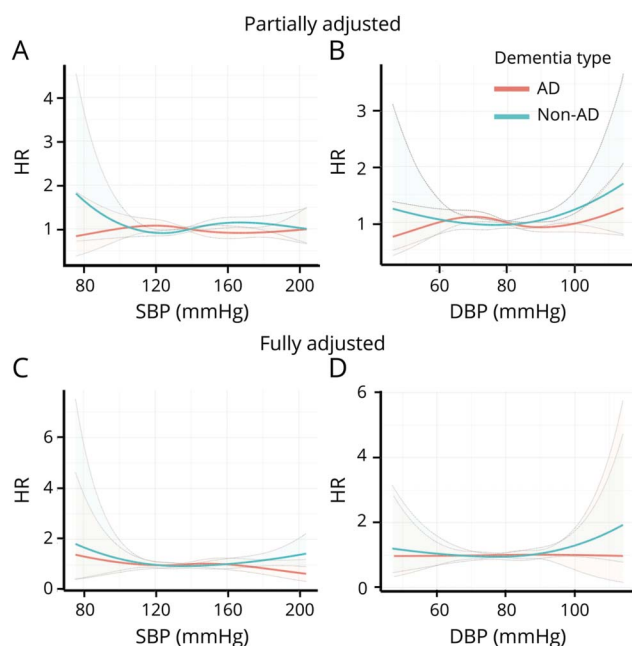 Partially adjusted
A
B
Dementia type
AD
Non-AD
HR
4
3
2
1
80 120 160 200
SBP (mmHg)
HR
3
2
1
60 80 100
DBP (mmHg)
Fully adjusted
C
D
HR
6
4
2
0
80 120 160 200
SBP (mmHg)
HR
6
4
2
0
60 80 100
DBP (mmHg)